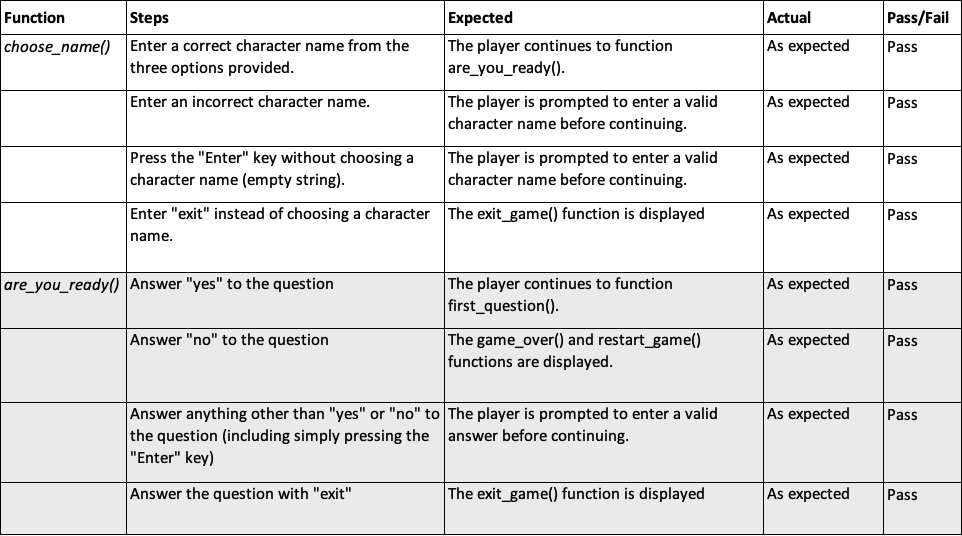 Function Steps Expected Actual Pass/Fail
choose_name() Enter a correct character name from the The player continues to function As expected Pass
three options provided. are_you_ready().
Enter an incorrect character name. The player is prompted to enter a valid As expected Pass
character name before continuing.
Press the "Enter" key without choosing a The player is prompted to enter a valid As expected Pass
character name (empty string). character name before continuing.
Enter "exit" instead of choosing a character The exit_game() function is displayed As expected Pass
name.
are_you_ready() Answer "yes" to the question The player continues to function As expected Pass
first_question().
Answer "no" to the question The game_over() and restart_game() As expected Pass
functions are displayed.
Answer anything other than "yes" or "no" to The player is prompted to enter a valid As expected Pass
the question (including simply pressing the answer before continuing.
"Enter" key)
Answer the question with "exit" The exit_game() function is displayed As expected Pass